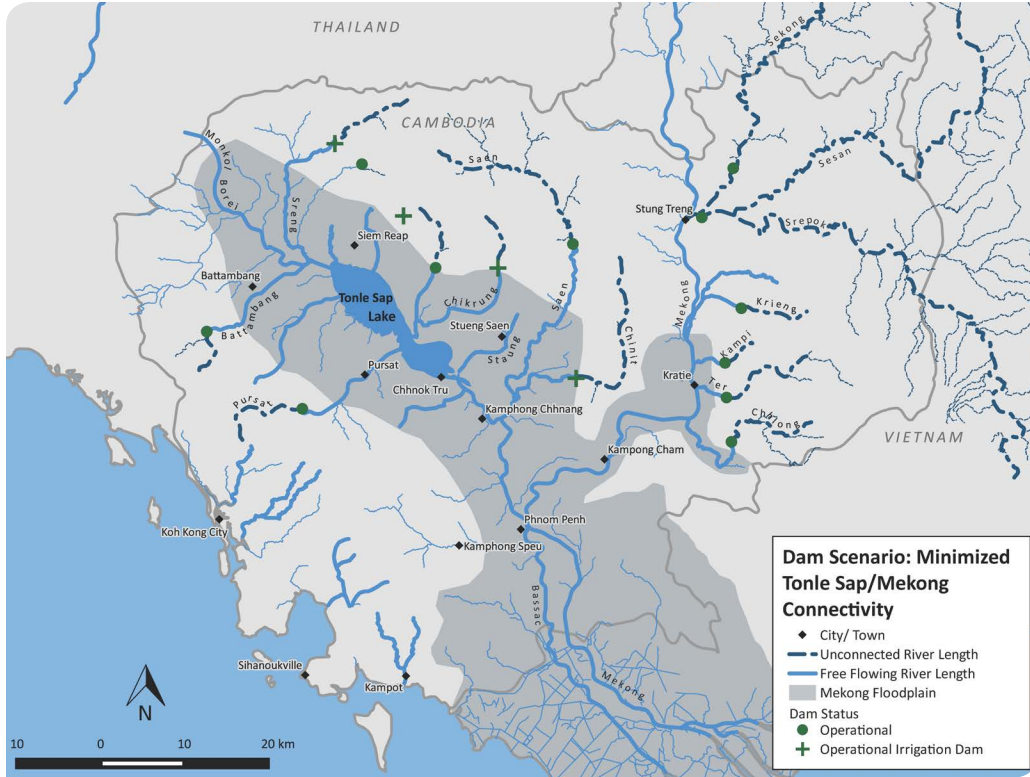 THAILAND
CAMBODIA
Sekong
Monkol Borei
Sreng
Saen
Sesan
Stung Treng
Srepok
Siem Reap
Battambang
Battambang
Tonle Sap
Lake
Chikrung
Saen
Mekong
Krieng
Stueng Saen
Staung
Chinit
Kampi
Pursat
Chhnok Tru
Kratie
Ter
Pursat
Kamphong Chhnang
Chhlong
VIETNAM
Kampong Cham
Koh Kong City
Phnom Penh
Kamphong Speu
Bassac
Mekong
Sihanoukville
Kampot
N
10 0 10 20 km
Dam Scenario: Minimized
Tonle Sap/Mekong
Connectivity
City/ Town
Unconnected River Length
Free Flowing River Length
Mekong Floodplain
Dam Status
Operational
Operational Irrigation Dam